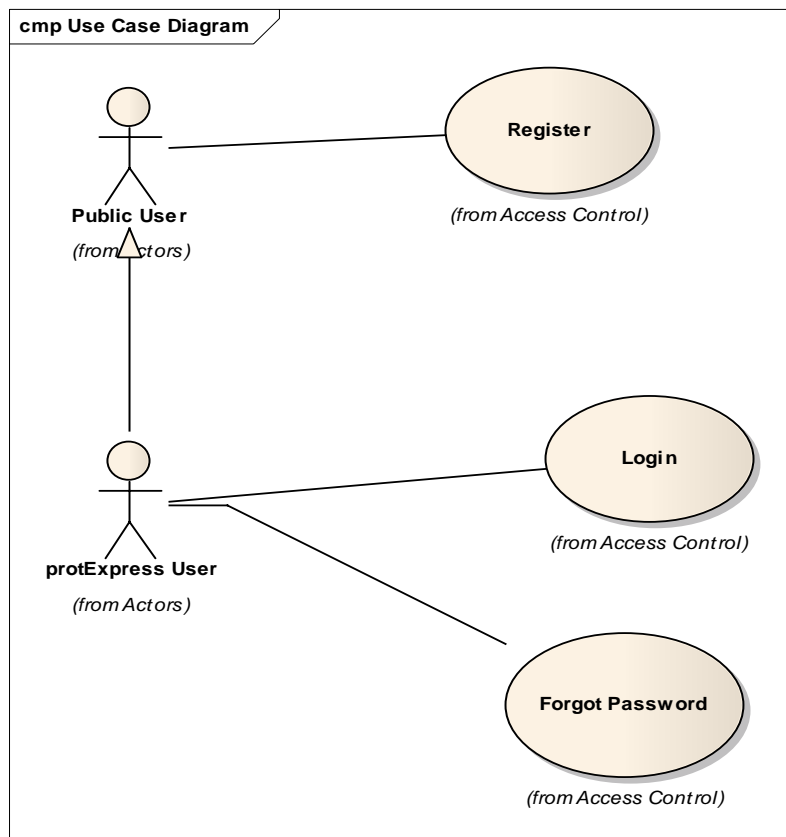 cmp Use Case Diagram
Register
Public User
(from Access Control)
(from Actors)
Login
(from Access Control)
protExpress User
(from Actors)
Forgot Password
(from Access Control)